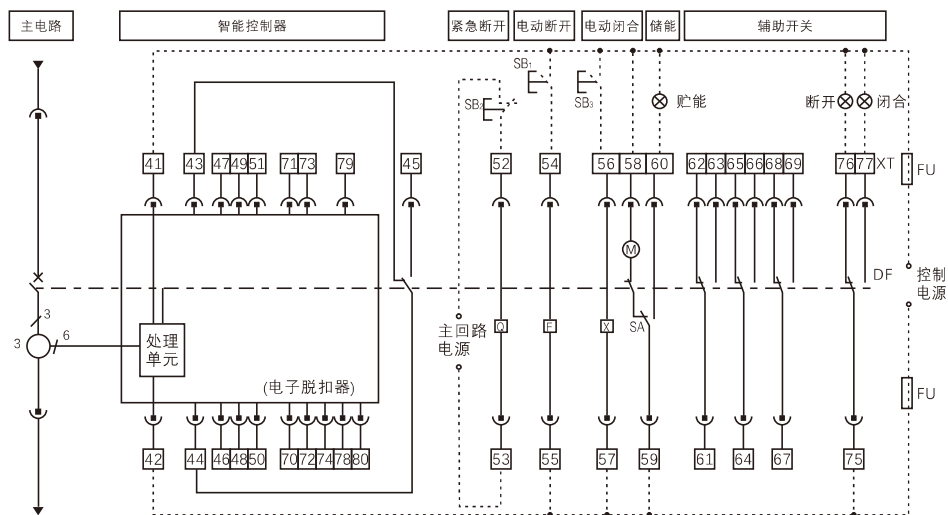 主电路 智能控制器 紧急断开 电动断开 电动闭合 储能 辅助开关
SB₁
SB₂ SB₃ 贮能 断开 闭合
41 43 47 49 51 71 73 79 45 52 54 56 58 60 62 63 65 66 68 69 76 77 XT FU
M
DF 控制
电源
3
3 6
处理
单元
主回路
电源
Q F X SA
(电子脱扣器)
FU
42 44 46 48 50 70 72 74 78 80 53 55 57 59 61 64 67 75